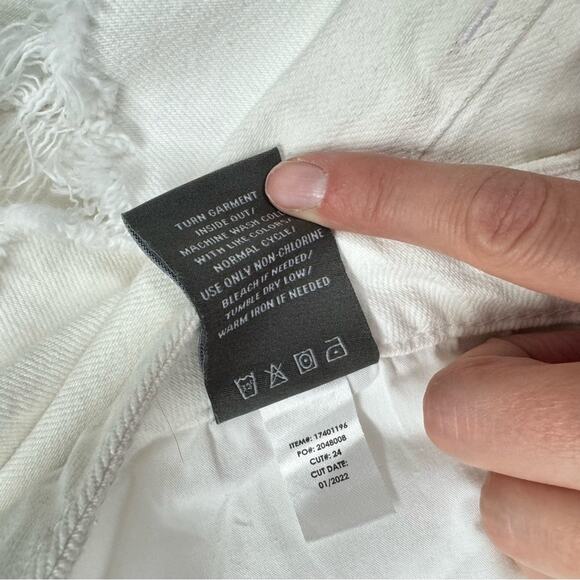 TURN GARMENT
INSIDE OUT/
MACHINE WASH COLD
WITH LIKE COLORS/
NORMAL CYCLE/
USE ONLY NON-CHLORINE
BLEACH IF NEEDED/
TUMBLE DRY LOW/
WARM IRON IF NEEDED
ITEM#: 17401196
PO#: 2048008
CUT#: 24
CUT DATE:
01/2022